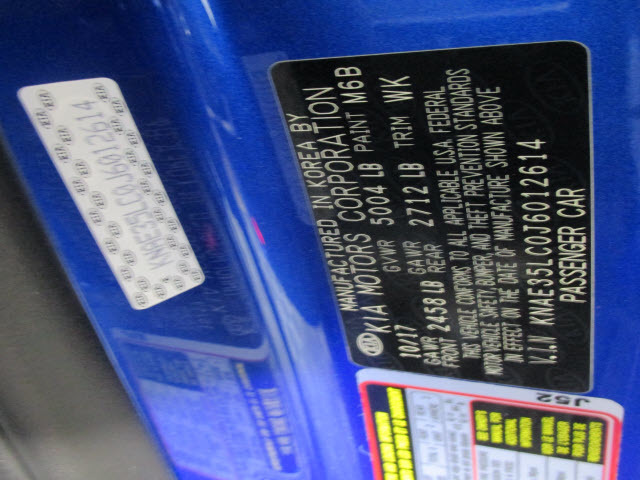 KNAE35LC0J6012614
MANUFACTURED IN KOREA BY
KIA MOTORS CORPORATION
10/17 GVWR 5004 LB PAINT M6B
GAWR FRONT 2458 LB GAWR REAR 2712 LB TRIM WK
THIS VEHICLE CONFORMS TO ALL APPLICABLE U.S.A. FEDERAL
MOTOR VEHICLE SAFETY, BUMPER, AND THEFT PREVENTION STANDARDS
IN EFFECT ON THE DATE OF MANUFACTURE SHOWN ABOVE
V.I.N KNAE35LC0J6012614
PASSENGER CAR
J52